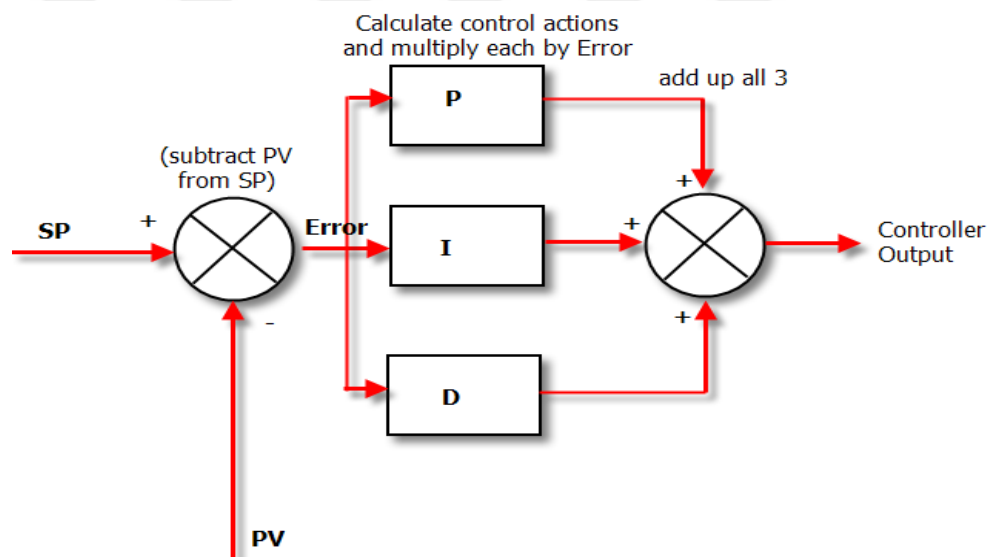 Calculate control actions
and multiply each by Error
P
add up all 3
(subtract PV
from SP)
+
+
SP
+
Error
I
Controller
Output
-
+
D
PV